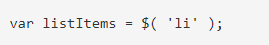 var listItems = $( 'li' );